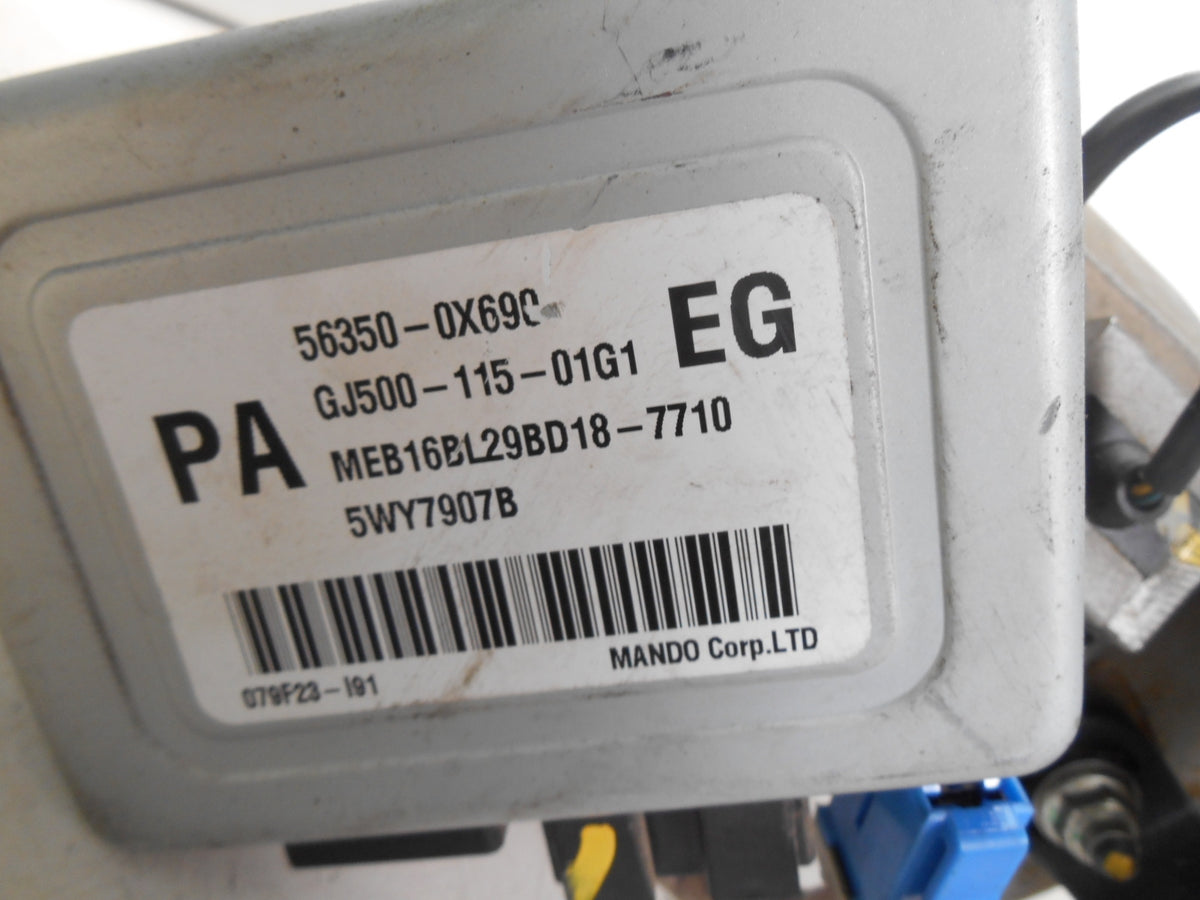 56350-0X690
EG
GJ500-115-01G1
PA
MEB16BL29BD18-7710
5WY7907B
MANDO Corp.LTD
079F23-I91